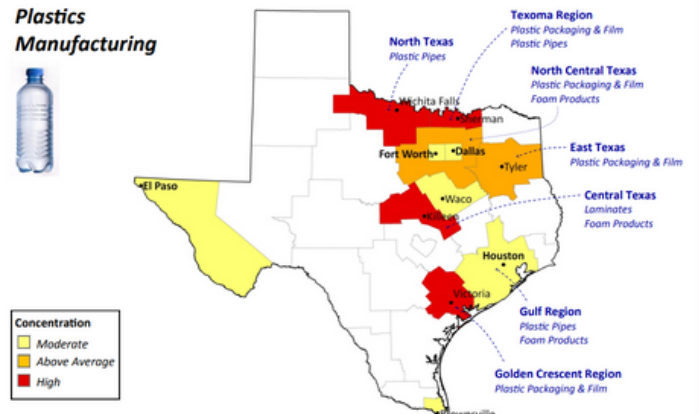 Plastics
Manufacturing
Texoma Region
Plastic Packaging & Film
Plastic Pipes
North Texas
Plastic Pipes
North Central Texas
Plastic Packaging & Film
Foam Products
Wichita Falls
Sherman
Fort Worth
Dallas
East Texas
Plastic Packaging & Film
Tyler
El Paso
Waco
Central Texas
Laminates
Foam Products
Killeen
Houston
Victoria
Gulf Region
Plastic Pipes
Foam Products
Concentration
Moderate
Above Average
High
Golden Crescent Region
Plastic Packaging & Film
Brownsville